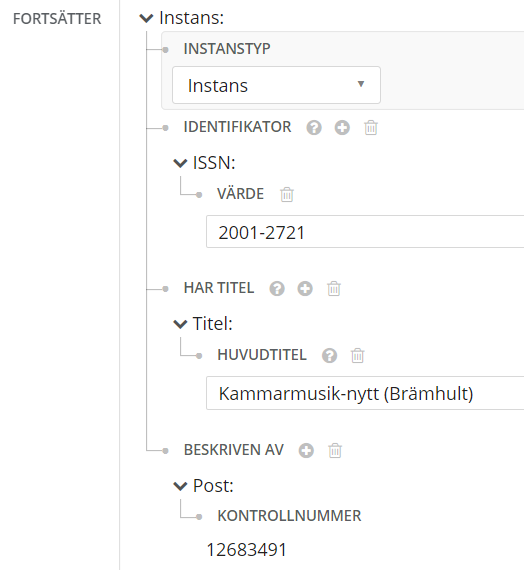 FORTSÄTTER
Instans:
INSTANSTYP
Instans
IDENTIFIKATOR
ISSN:
VÄRDE
2001-2721
HAR TITEL
Titel:
HUVUDTITEL
Kammarmusik-nytt (Brämhult)
BESKRIVEN AV
Post:
KONTROLLNUMMER
12683491